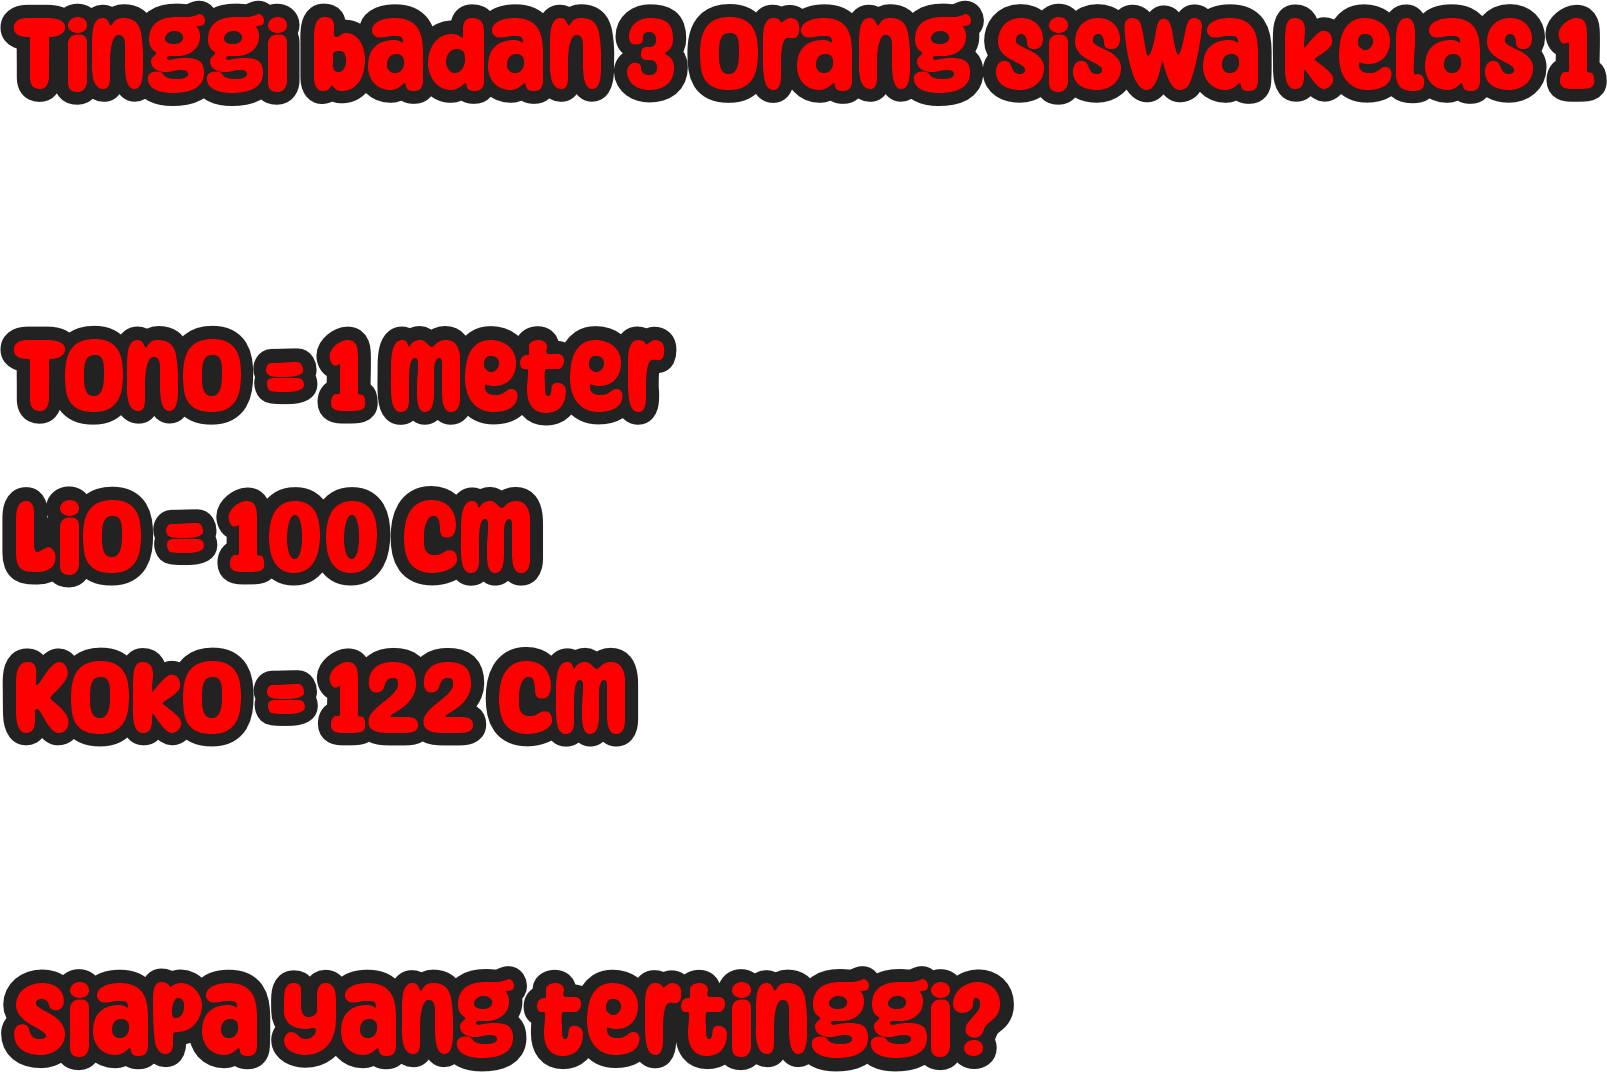 Tinggi badan 3 orang siswa kelas 1
Tono = 1 meter
Lio = 100 cm
Koko = 122 cm
Siapa yang tertinggi?